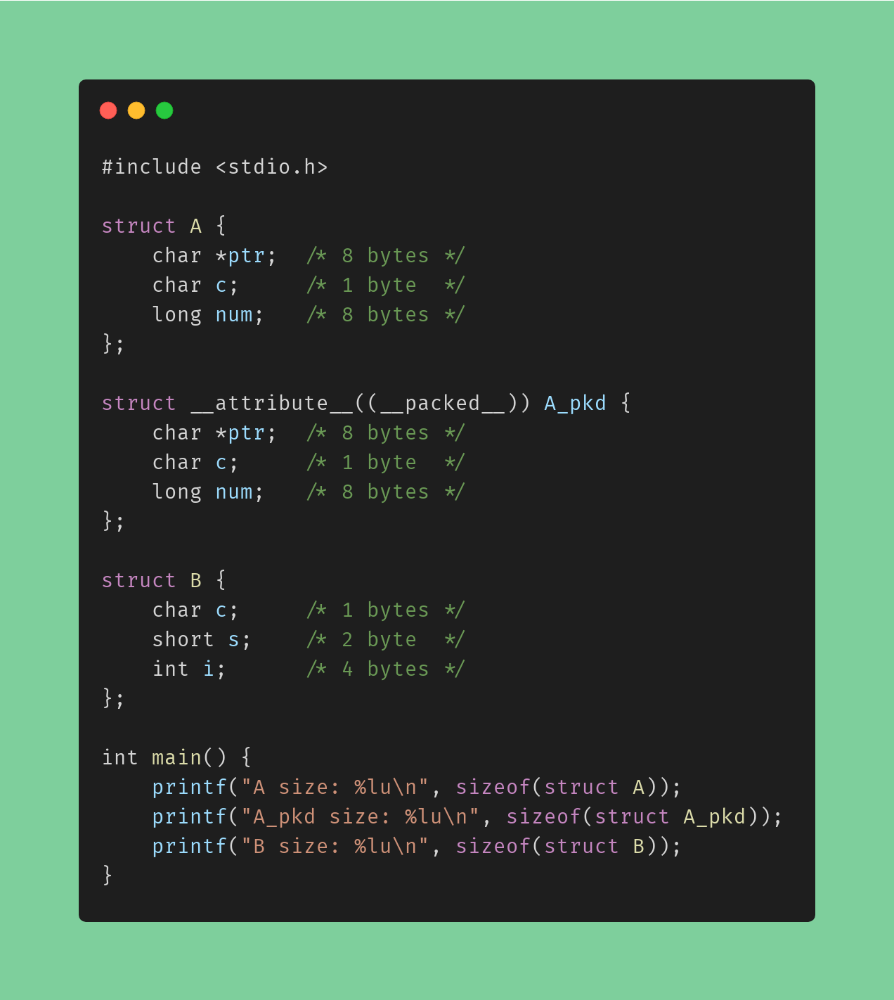 #include <stdio.h>

struct A {
    char *ptr;  /* 8 bytes */
    char c;     /* 1 byte  */
    long num;   /* 8 bytes */
};

struct __attribute__((__packed__)) A_pkd {
    char *ptr;  /* 8 bytes */
    char c;     /* 1 byte  */
    long num;   /* 8 bytes */
};

struct B {
    char c;     /* 1 bytes */
    short s;    /* 2 byte  */
    int i;      /* 4 bytes */
};

int main() {
    printf("A size: %lu\n", sizeof(struct A));
    printf("A_pkd size: %lu\n", sizeof(struct A_pkd));
    printf("B size: %lu\n", sizeof(struct B));
}